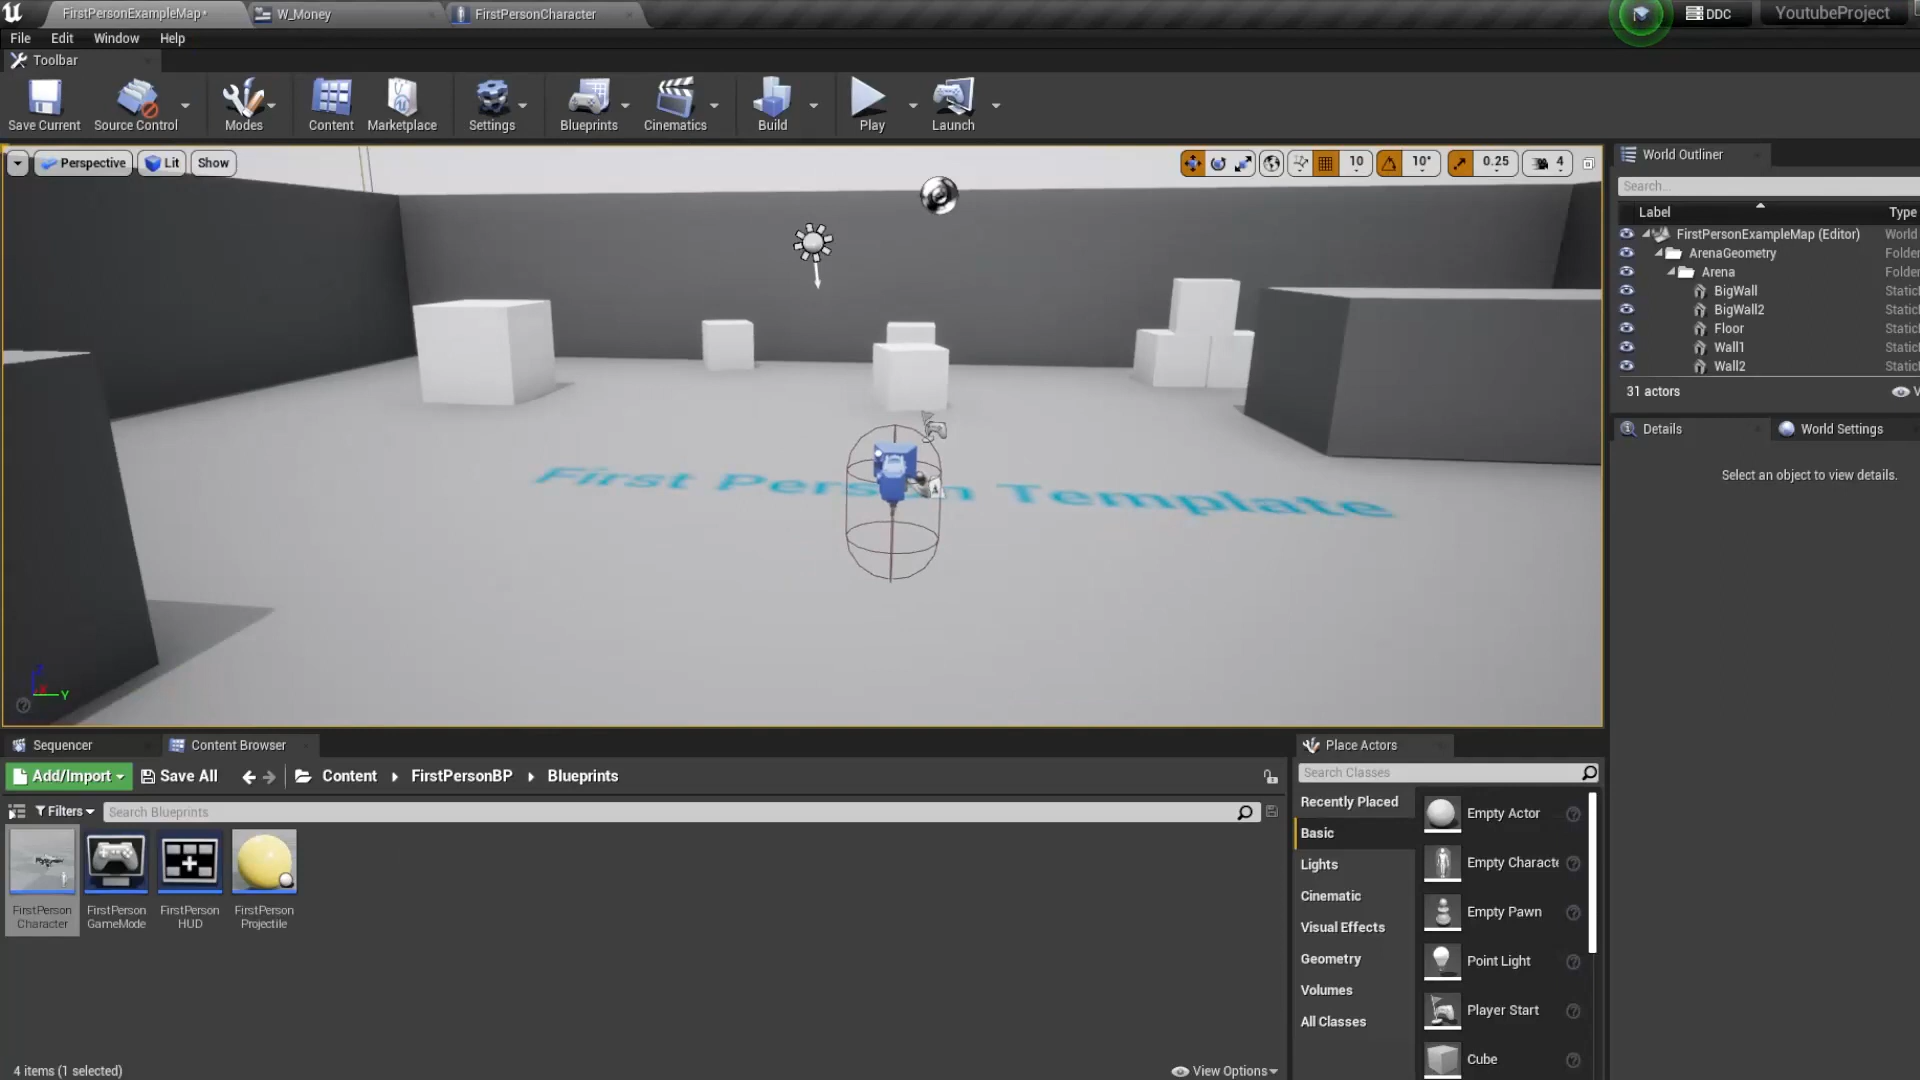 FirstPersonExampleMap*
W_Money
FirstPersonCharacter
DDC
YoutubeProject
File Edit Window Help
Toolbar
Save Current
Source Control
Modes
Content
Marketplace
Settings
Blueprints
Cinematics
Build
Play
Launch
Perspective
Lit
Show
10
10°
0.25
4
World Outliner
Search...
Label
Type
FirstPersonExampleMap (Editor) World
ArenaGeometry Folder
Arena Folder
BigWall
BigWall2
Floor
Wall1
Wall2
31 actors
Details
World Settings
Select an object to view details.
First Person Template
Z
Y
Sequencer
Content Browser
Add/Import
Save All
Content
FirstPersonBP
Blueprints
Filters
Search Blueprints
FirstPerson
Character
FirstPerson
GameMode
FirstPerson
HUD
FirstPerson
Projectile
4 items (1 selected)
View Options
Place Actors
Search Classes
Recently Placed
Basic
Lights
Cinematic
Visual Effects
Geometry
Volumes
All Classes
Empty Actor
Empty Characte
Empty Pawn
Point Light
Player Start
Cube